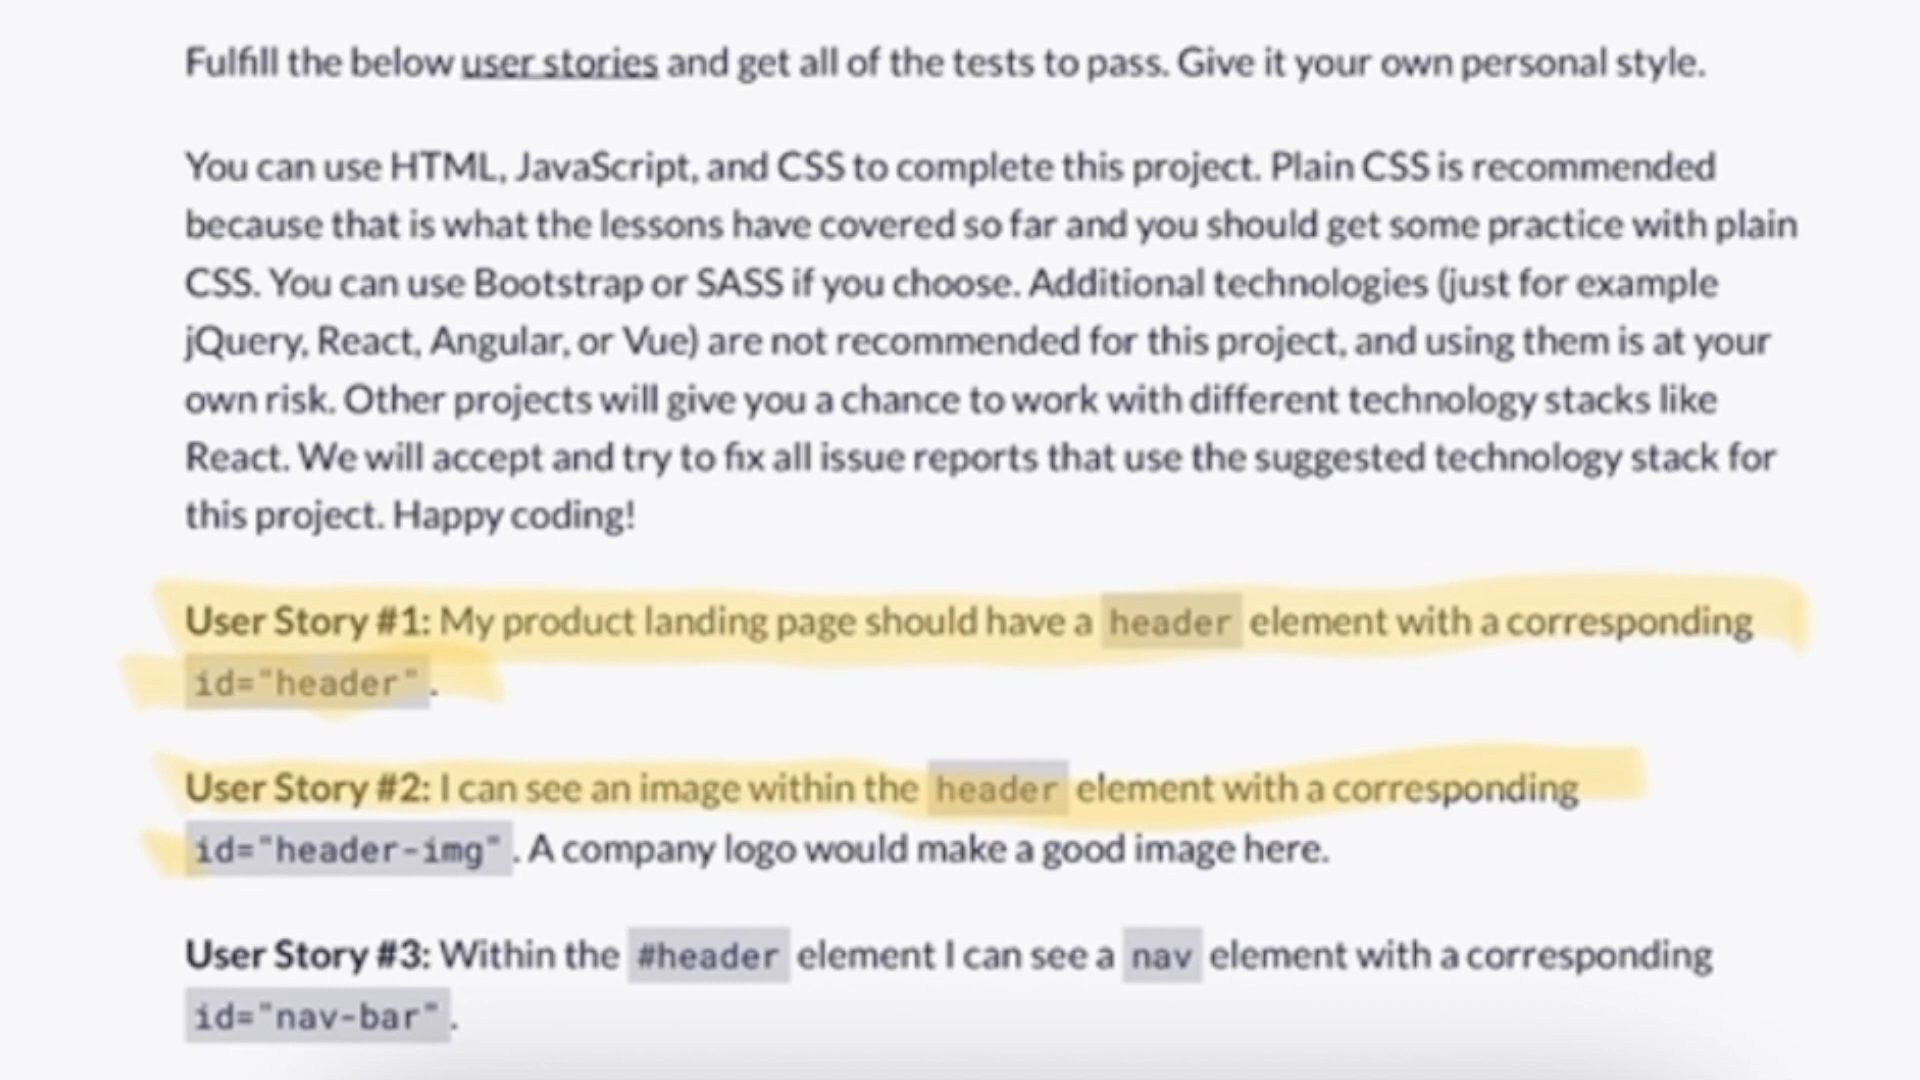 Fulfill the below user stories and get all of the tests to pass. Give it your own personal style.
You can use HTML, JavaScript, and CSS to complete this project. Plain CSS is recommended
because that is what the lessons have covered so far and you should get some practice with plain
CSS. You can use Bootstrap or SASS if you choose. Additional technologies (just for example
jQuery, React, Angular, or Vue) are not recommended for this project, and using them is at your
own risk. Other projects will give you a chance to work with different technology stacks like
React. We will accept and try to fix all issue reports that use the suggested technology stack for
this project. Happy coding!
User Story #1: My product landing page should have a header element with a corresponding
id="header".
User Story #2: I can see an image within the header element with a corresponding
id="header-img". A company logo would make a good image here.
User Story #3: Within the #header element I can see a nav element with a corresponding
id="nav-bar".